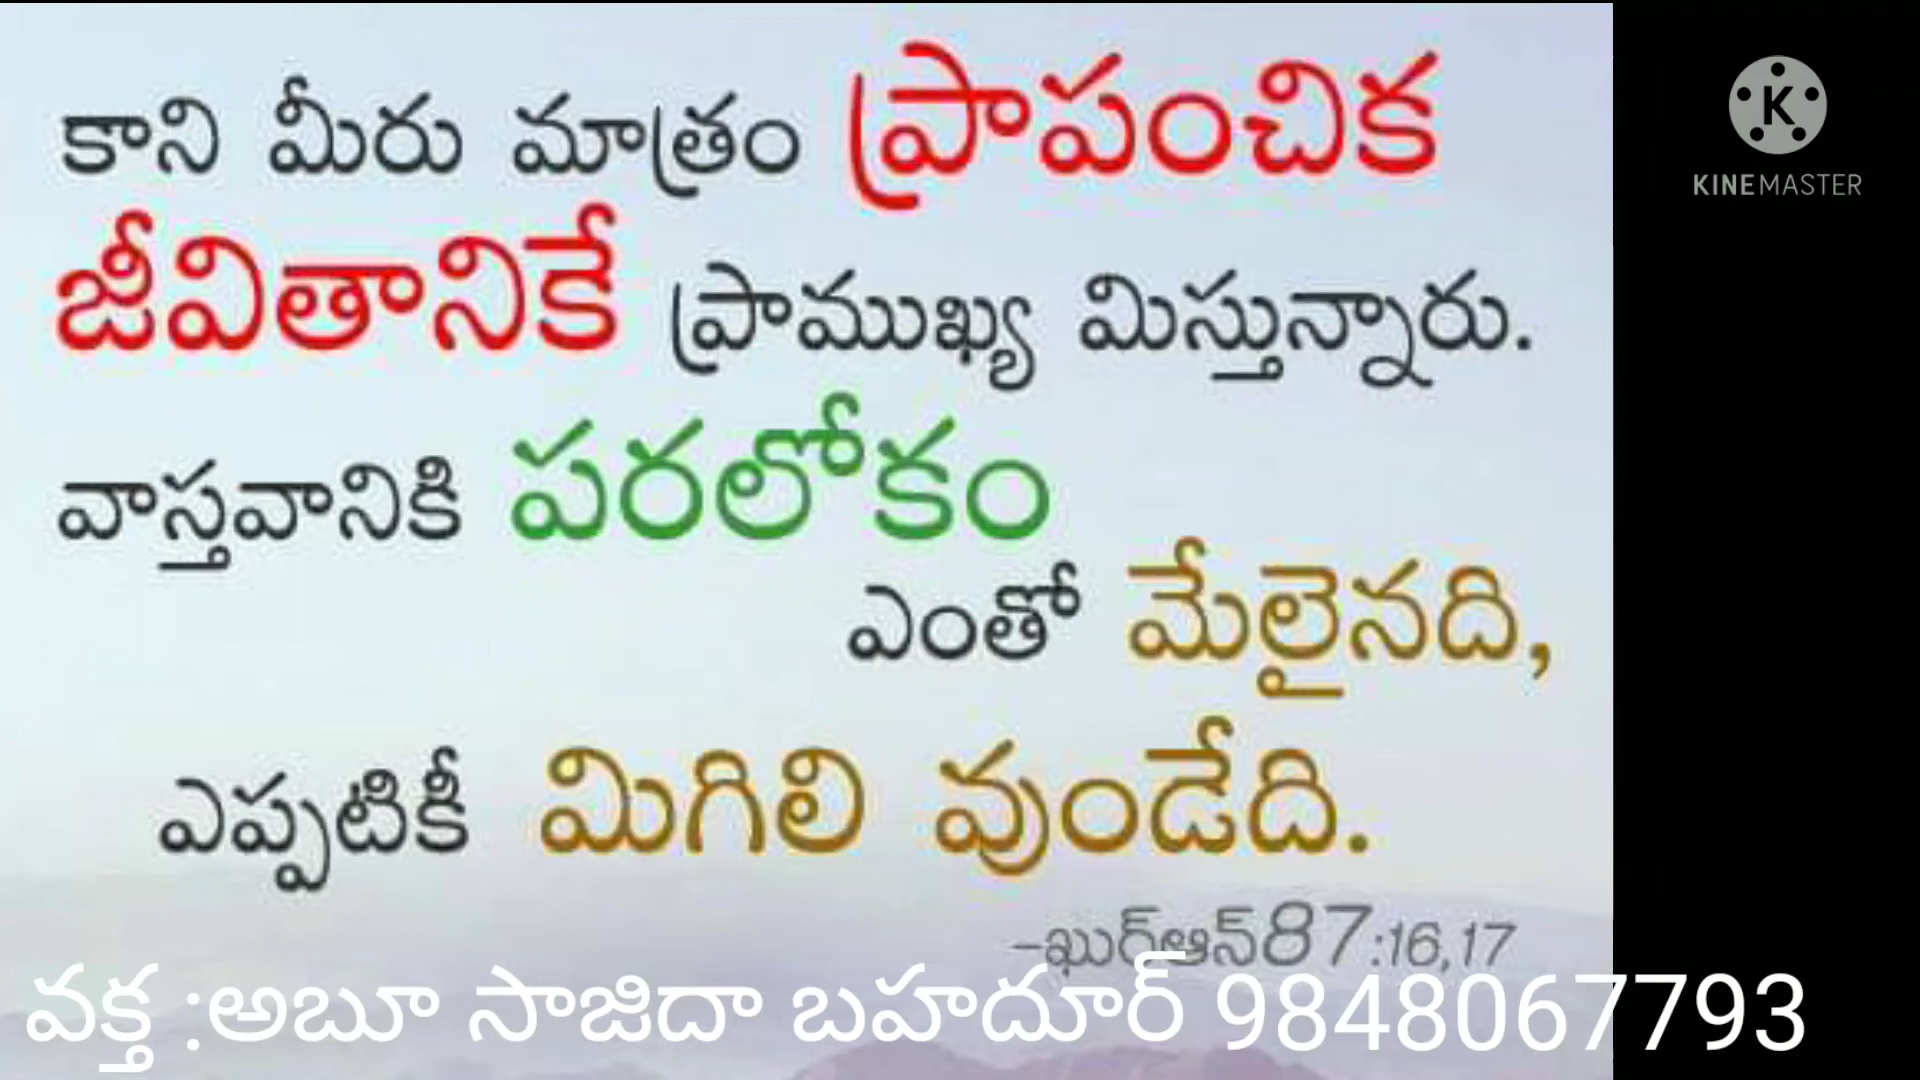 కాని మీరు మాత్రం ప్రాపంచిక
జీవితానికే ప్రాముఖ్య మిస్తున్నారు.
వాస్తవానికి పరలోకం
ఎంతో మేలైనది,
ఎప్పటికీ మిగిలి వుండేది.
-ఖుర్ఆన్87:16,17
వక్త :అబూ సాజిదా బహదూర్ 9848067793
K
KINEMASTER